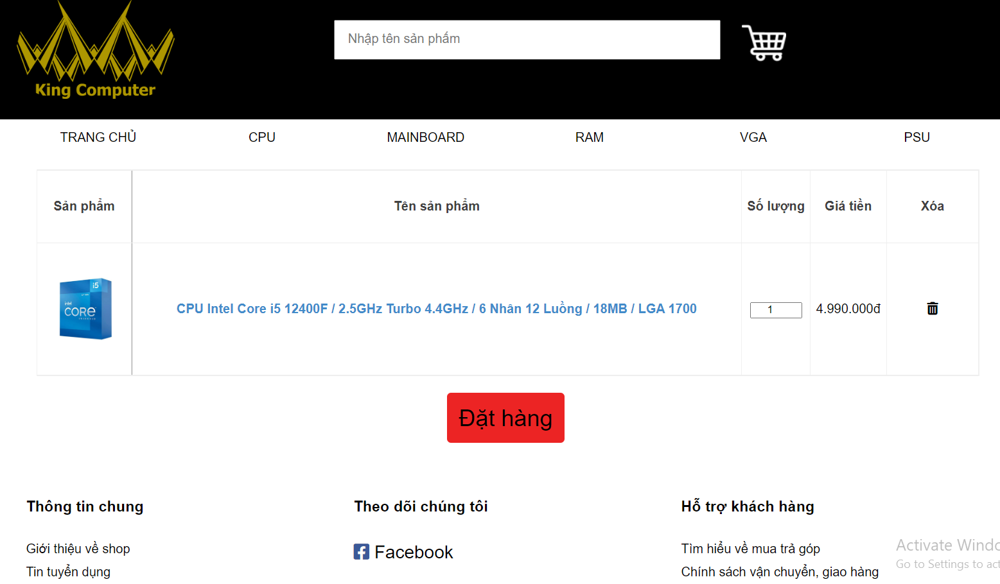 King Computer
Nhập tên sản phẩm
TRANG CHỦ CPU MAINBOARD RAM VGA PSU
Sản phẩm Tên sản phẩm Số lượng Giá tiền Xóa
i5
intel
CORE
CPU Intel Core i5 12400F / 2.5GHz Turbo 4.4GHz / 6 Nhân 12 Luồng / 18MB / LGA 1700 1 4.990.000đ
Đặt hàng
Thông tin chung Theo dõi chúng tôi Hỗ trợ khách hàng
Giới thiệu về shop Facebook Tìm hiểu về mua trả góp
Tin tuyển dụng Chính sách vận chuyển, giao hàng
Activate Windo
Go to Settings to act